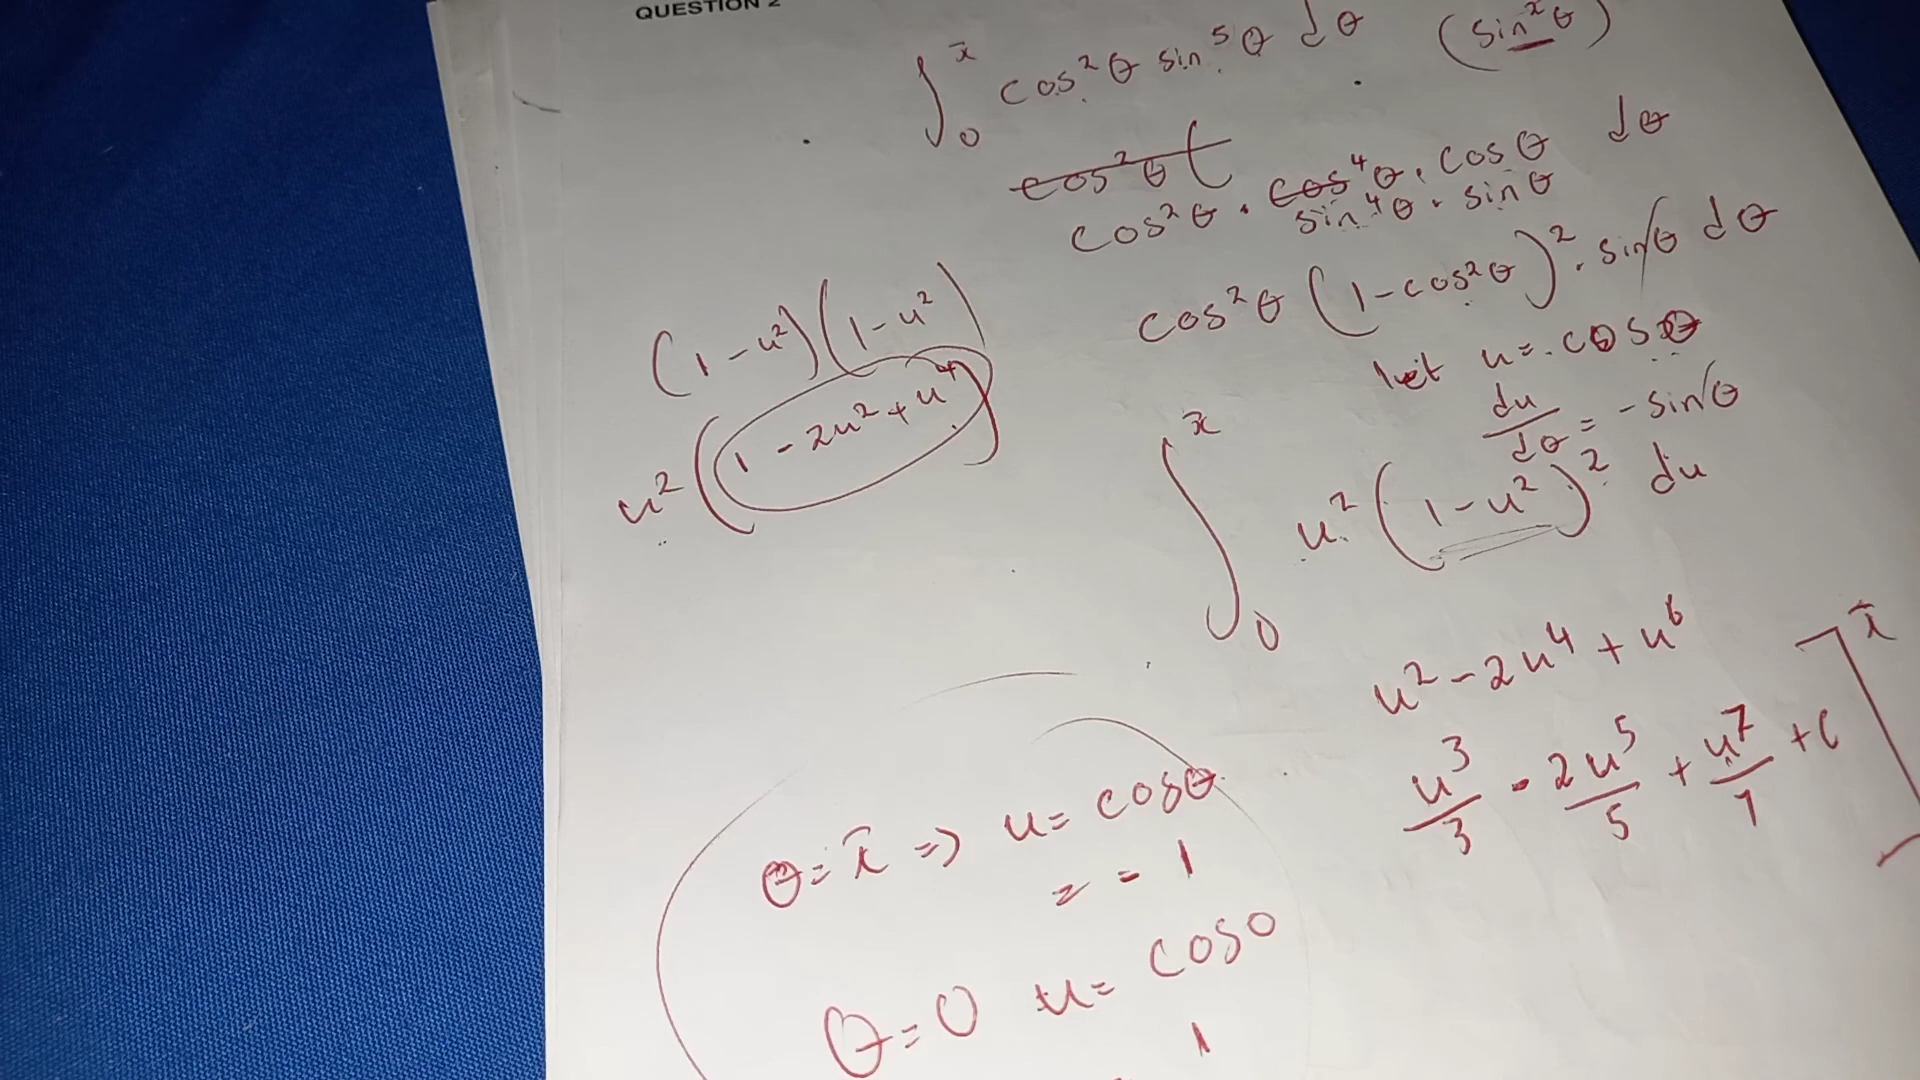 QUESTION 2
∫₀^π cos²θ sin⁵θ dθ (sin²θ)
cos²θ (
cos²θ · cos⁴θ · cosθ dθ
sin⁴θ · sinθ
cos²θ (1-cos²θ)² · sinθ dθ
let u = cosθ
du/dθ = -sinθ
(1-u²)(1-u²)
u² (1 - 2u² + u⁴)
∫₀^π u² (1-u²)² du
u² - 2u⁴ + u⁶
u³/3 - 2u⁵/5 + u⁷/7 + c ]^π
θ = π => u = cosθ
= - 1
θ = 0 u = cos0
1